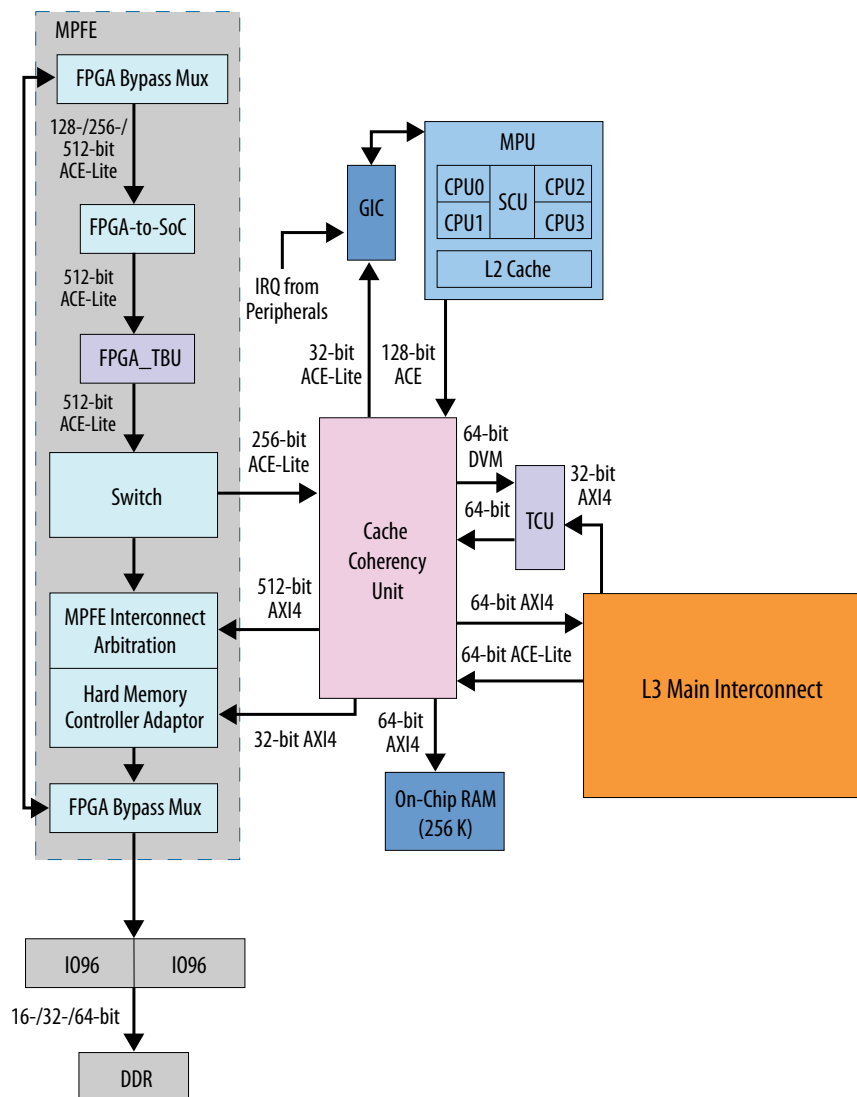 MPFE
FPGA Bypass Mux
128-/256-/
512-bit
ACE-Lite
FPGA-to-SoC
512-bit
ACE-Lite
FPGA_TBU
512-bit
ACE-Lite
Switch
MPFE Interconnect
Arbitration
Hard Memory
Controller Adaptor
FPGA Bypass Mux
IO96
IO96
16-/32-/64-bit
DDR
256-bit
ACE-Lite
512-bit
AXI4
32-bit AXI4
GIC
IRQ from
Peripherals
MPU
CPU0
CPU1
SCU
CPU2
CPU3
L2 Cache
32-bit
ACE-Lite
128-bit
ACE
Cache
Coherency
Unit
64-bit
DVM
64-bit
TCU
32-bit
AXI4
64-bit AXI4
64-bit ACE-Lite
L3 Main Interconnect
64-bit
AXI4
On-Chip RAM
(256 K)